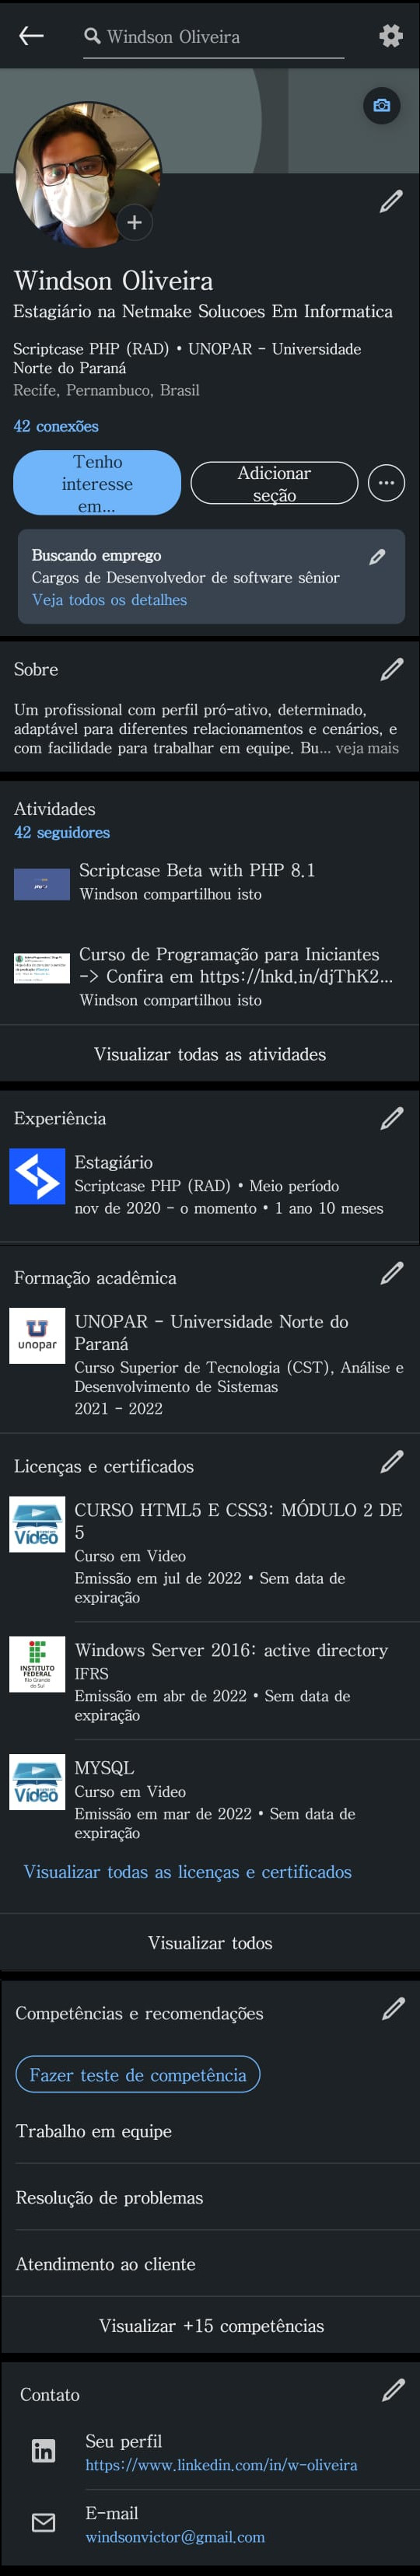 Windson Oliveira
Windson Oliveira
Estagiário na Netmake Solucoes Em Informatica
Scriptcase PHP (RAD) • UNOPAR - Universidade
Norte do Paraná
Recife, Pernambuco, Brasil
42 conexões
Tenho
interesse
em...
Adicionar
seção
Buscando emprego
Cargos de Desenvolvedor de software sênior
Veja todos os detalhes
Sobre
Um profissional com perfil pró-ativo, determinado,
adaptável para diferentes relacionamentos e cenários, e
com facilidade para trabalhar em equipe. Bu... veja mais
Atividades
42 seguidores
Scriptcase Beta with PHP 8.1
Windson compartilhou isto
Curso de Programação para Iniciantes
-> Confira em https://lnkd.in/djThK2...
Windson compartilhou isto
Visualizar todas as atividades
Experiência
Estagiário
Scriptcase PHP (RAD) • Meio período
nov de 2020 - o momento • 1 ano 10 meses
Formação acadêmica
unopar
UNOPAR - Universidade Norte do
Paraná
Curso Superior de Tecnologia (CST), Análise e
Desenvolvimento de Sistemas
2021 - 2022
Licenças e certificados
Vídeo
CURSO HTML5 E CSS3: MÓDULO 2 DE
5
Curso em Video
Emissão em jul de 2022 • Sem data de
expiração
INSTITUTO
FEDERAL
Rio Grande
do Sul
Windows Server 2016: active directory
IFRS
Emissão em abr de 2022 • Sem data de
expiração
Vídeo
MYSQL
Curso em Video
Emissão em mar de 2022 • Sem data de
expiração
Visualizar todas as licenças e certificados
Visualizar todos
Competências e recomendações
Fazer teste de competência
Trabalho em equipe
Resolução de problemas
Atendimento ao cliente
Visualizar +15 competências
Contato
in
Seu perfil
https://www.linkedin.com/in/w-oliveira
E-mail
windsonvictor@gmail.com